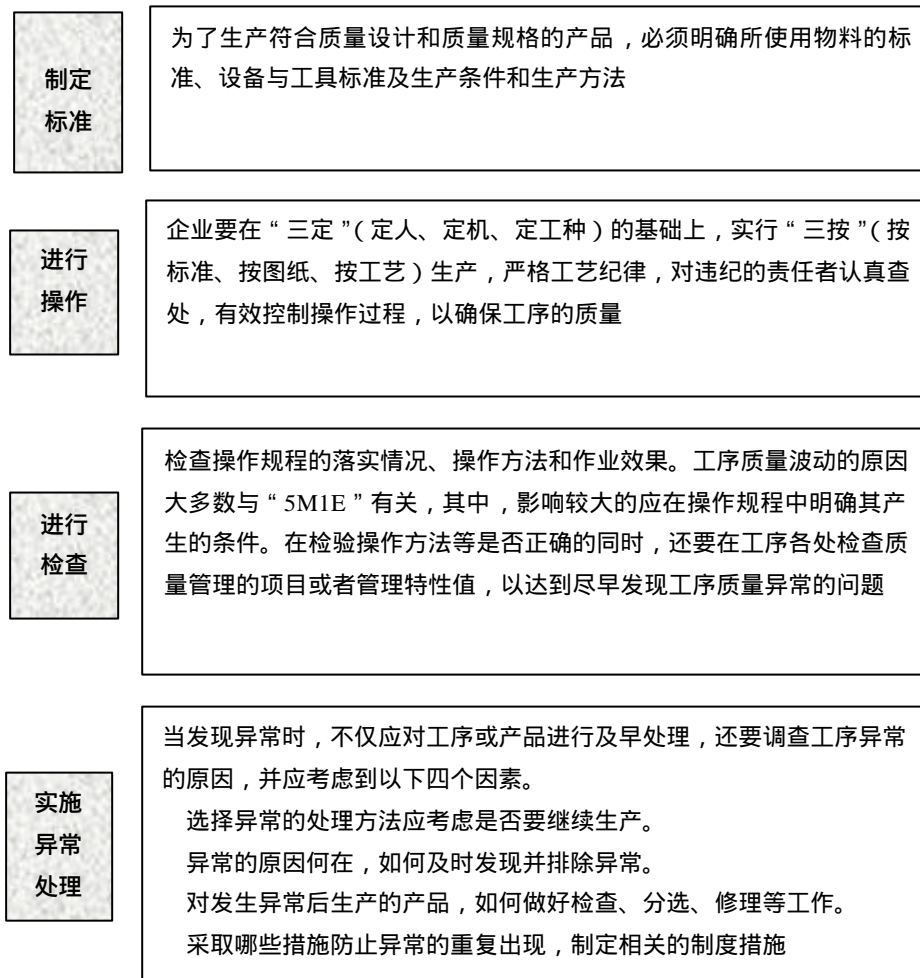 制定
标准
为了生产符合质量设计和质量规格的产品，必须明确所使用物料的标
准、设备与工具标准及生产条件和生产方法
进行
操作
企业要在“三定”（定人、定机、定工种）的基础上，实行“三按”（按
标准、按图纸、按工艺）生产，严格工艺纪律，对违纪的责任者认真查
处，有效控制操作过程，以确保工序的质量
进行
检查
检查操作规程的落实情况、操作方法和作业效果。工序质量波动的原因
大多数与“5M1E”有关，其中，影响较大的应在操作规程中明确其产
生的条件。在检验操作方法等是否正确的同时，还要在工序各处检查质
量管理的项目或者管理特性值，以达到尽早发现工序质量异常的问题
实施
异常
处理
当发现异常时，不仅应对工序或产品进行及早处理，还要调查工序异常
的原因，并应考虑到以下四个因素。
选择异常的处理方法应考虑是否要继续生产。
异常的原因何在，如何及时发现并排除异常。
对发生异常后生产的产品，如何做好检查、分选、修理等工作。
采取哪些措施防止异常的重复出现，制定相关的制度措施